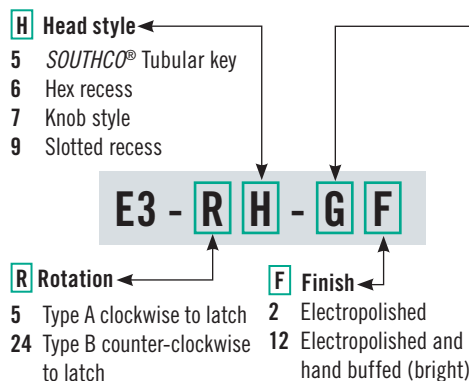 H Head style
5 SOUTHCO® Tubular key
6 Hex recess
7 Knob style
9 Slotted recess
E3 - R H - G F
R Rotation
5 Type A clockwise to latch
24 Type B counter-clockwise
to latch
F Finish
2 Electropolished
12 Electropolished and
hand buffed (bright)